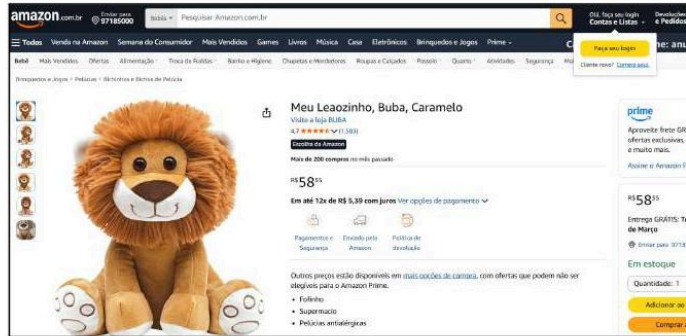 amazon.com.br
Enviar para
97185000
Bebês
Pesquisar Amazon.com.br
Olá, faça seu login
Contas e Listas
Devoluções
e Pedidos
Todos Venda na Amazon Semana do Consumidor Mais Vendidos Games Livros Música Casa Eletrônicos Brinquedos e Jogos Prime
Faça seu login
Cliente novo? Comece aqui.
Bebê Mais Vendidos Ofertas Alimentação Troca de Fraldas Banho e Higiene Chupetas e Mordedores Roupas e Calçados Passeio Quarto Atividades Segurança
Brinquedos e Jogos › Pelúcias › Bichinhos e Bichos de Pelúcia
Meu Leaozinho, Buba, Caramelo
Visite a loja BUBA
4,7 (1.583)
Escolha da Amazon
Mais de 200 compras no mês passado
R$58
Em até 12x de R$ 5,39 com juros Ver opções de pagamento
Pagamentos e Segurança
Enviado pela Amazon
Política de devolução
Outros preços estão disponíveis em mais opções de compra, com ofertas que podem não ser
elegíveis para o Amazon Prime.
• Fofinho
• Supermacio
• Pelúcias antialérgicas
prime
Aproveite frete GR
ofertas exclusivas,
e muito mais.
Assine o Amazon P
R$58
Entrega GRÁTIS: T
de Março
Enviar para
Em estoque
Quantidade: 1
Adicionar ao
Comprar